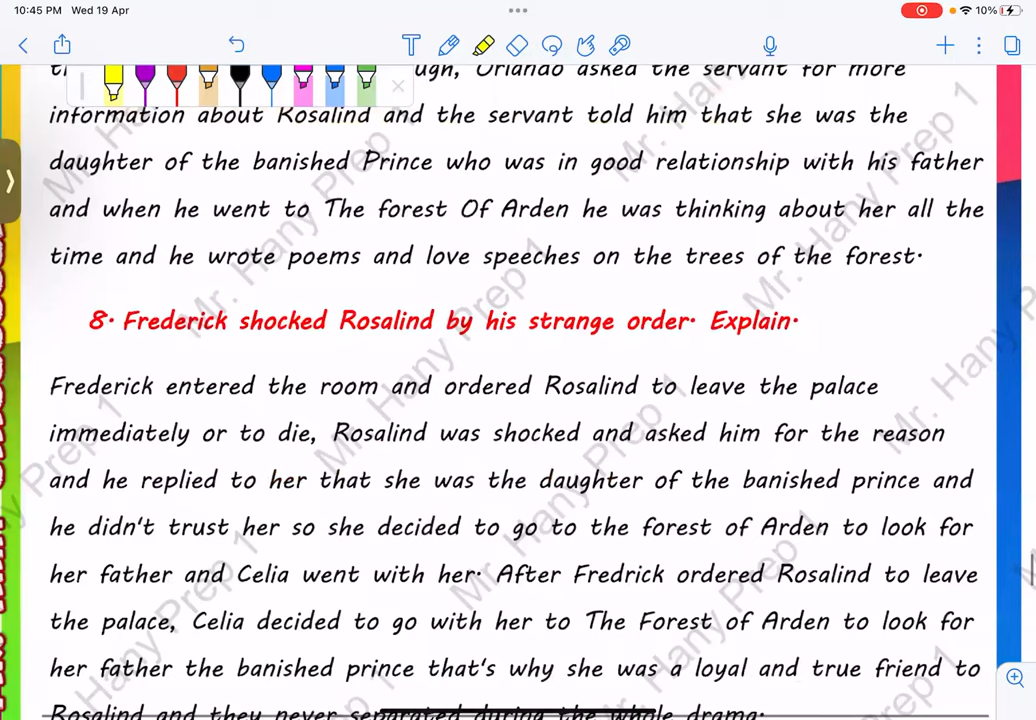 10:45 PM Wed 19 Apr
10%
ugh, Orlando asked the servant for more
information about Rosalind and the servant told him that she was the
daughter of the banished Prince who was in good relationship with his father
and when he went to The forest Of Arden he was thinking about her all the
time and he wrote poems and love speeches on the trees of the forest.
8. Frederick shocked Rosalind by his strange order. Explain.
Frederick entered the room and ordered Rosalind to leave the palace
immediately or to die, Rosalind was shocked and asked him for the reason
and he replied to her that she was the daughter of the banished prince and
he didn't trust her so she decided to go to the forest of Arden to look for
her father and Celia went with her. After Fredrick ordered Rosalind to leave
the palace, Celia decided to go with her to The Forest of Arden to look for
her father the banished prince that's why she was a loyal and true friend to
Rosalind and they never separated during the whole drama.
Mr. Hany Prep 1